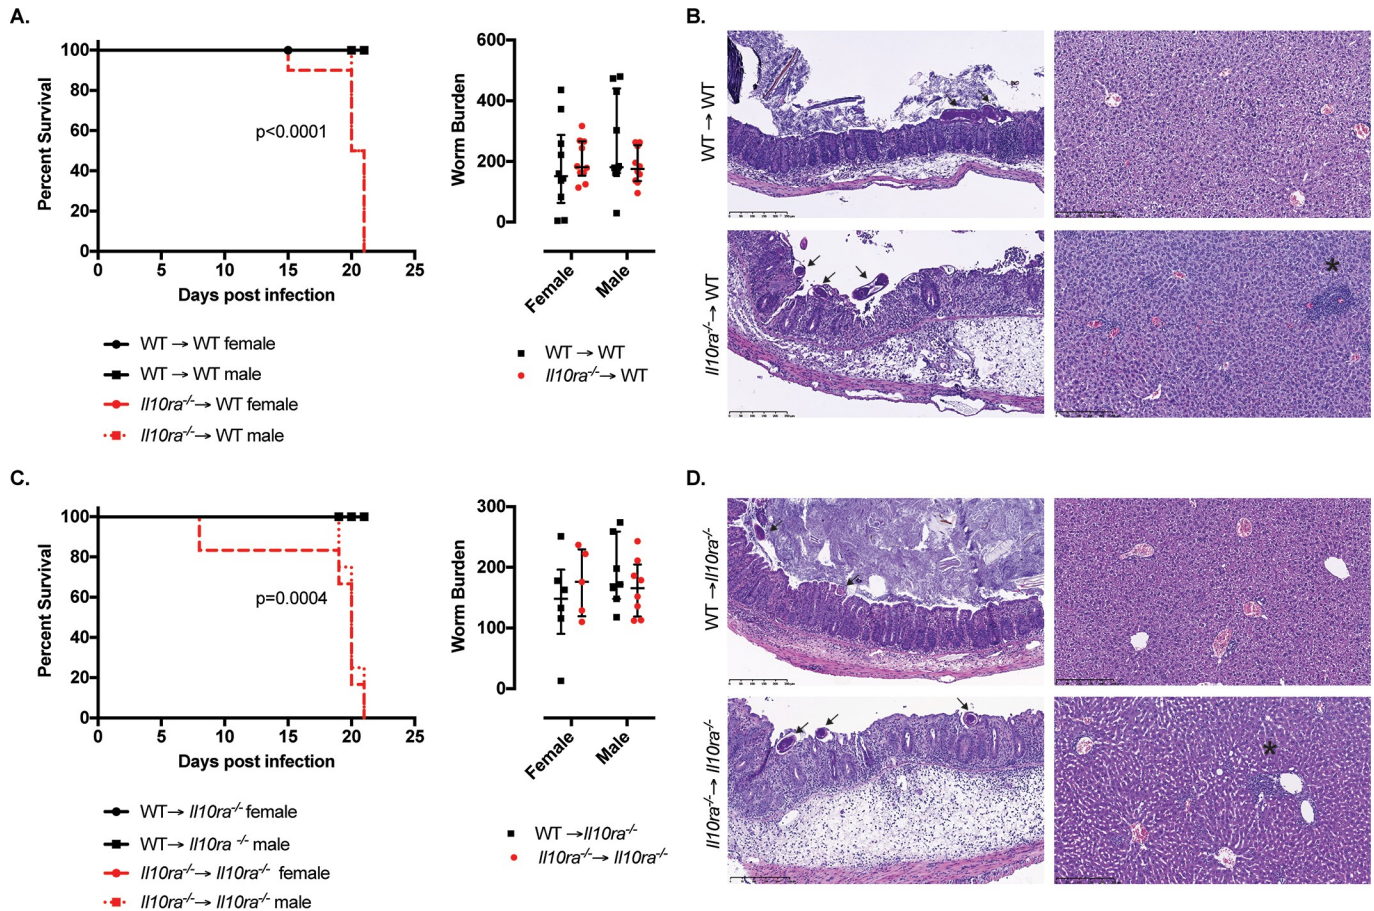 A.
B.
100
80
60
40
20
0
Percent Survival
p<0.0001
0
5
10
15
20
25
Days post infection
WT → WT female
WT → WT male
Il10ra-/-→ WT female
Il10ra-/-→ WT male
600
400
200
0
Worm Burden
Female
Male
WT → WT
Il10ra-/-→ WT
WT → WT
Il10ra-/-→ WT
*
C.
D.
100
80
60
40
20
0
Percent Survival
p=0.0004
0
5
10
15
20
25
Days post infection
WT→ Il10ra-/- female
WT→ Il10ra -/- male
Il10ra-/-→ Il10ra-/- female
Il10ra-/-→ Il10ra-/- male
300
200
100
0
Worm Burden
Female
Male
WT →Il10ra-/-
Il10ra-/-→ Il10ra-/-
WT →Il10ra-/-
Il10ra-/-→ Il10ra-/-
*